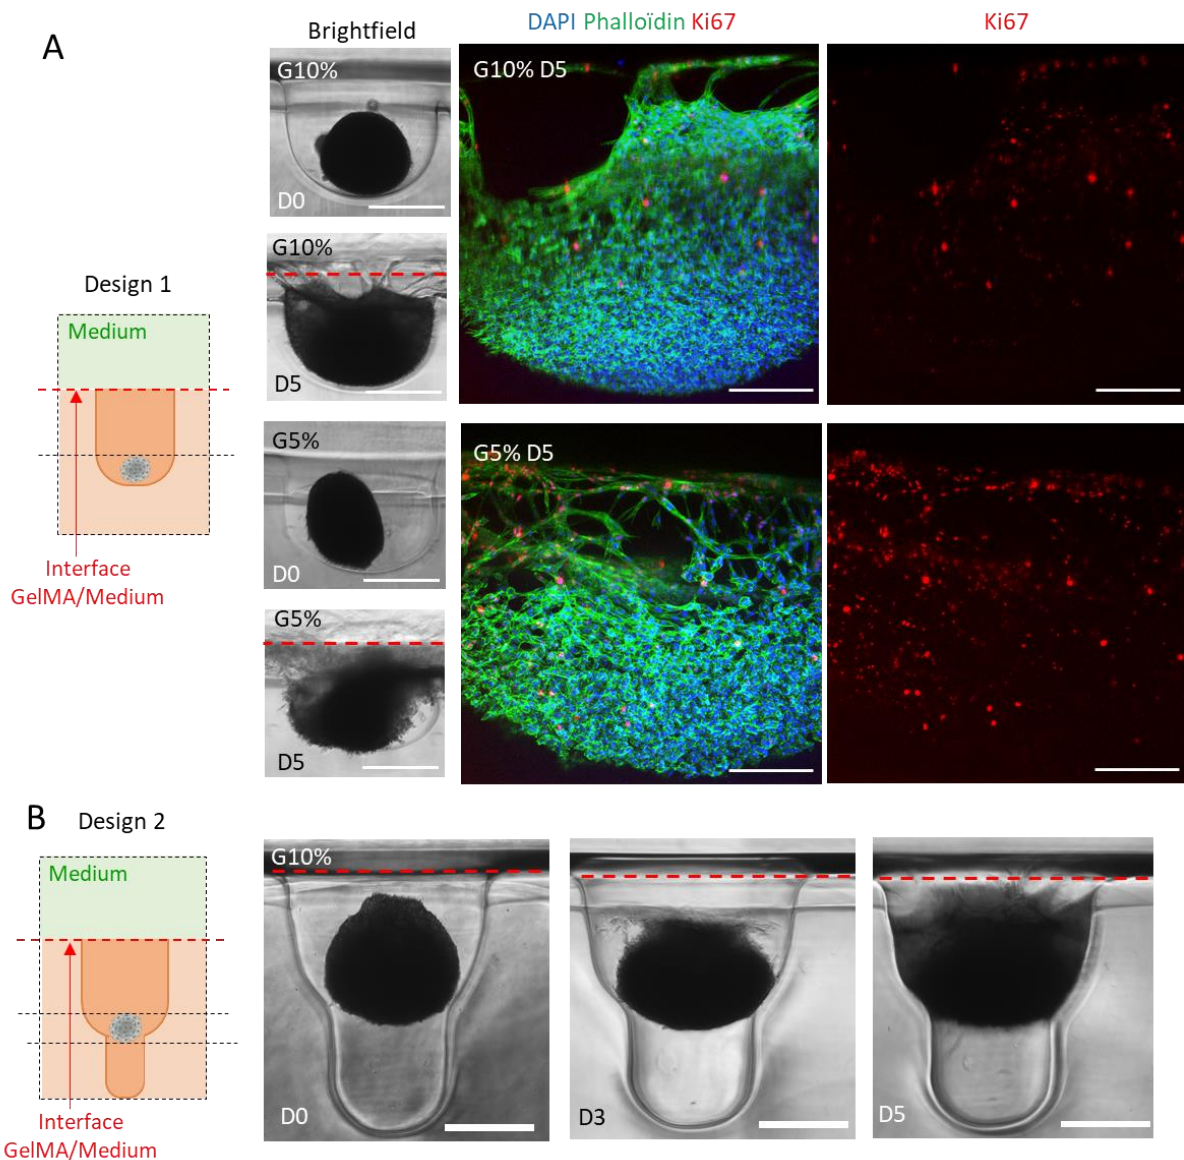 A
Brightfield
DAPI Phalloïdin Ki67
Ki67
G10%
D0
G10% D5
G10%
D5
Design 1
Medium
Interface
GelMA/Medium
G5%
D0
G5% D5
G5%
D5
B
Design 2
Medium
Interface
GelMA/Medium
G10%
D0
D3
D5